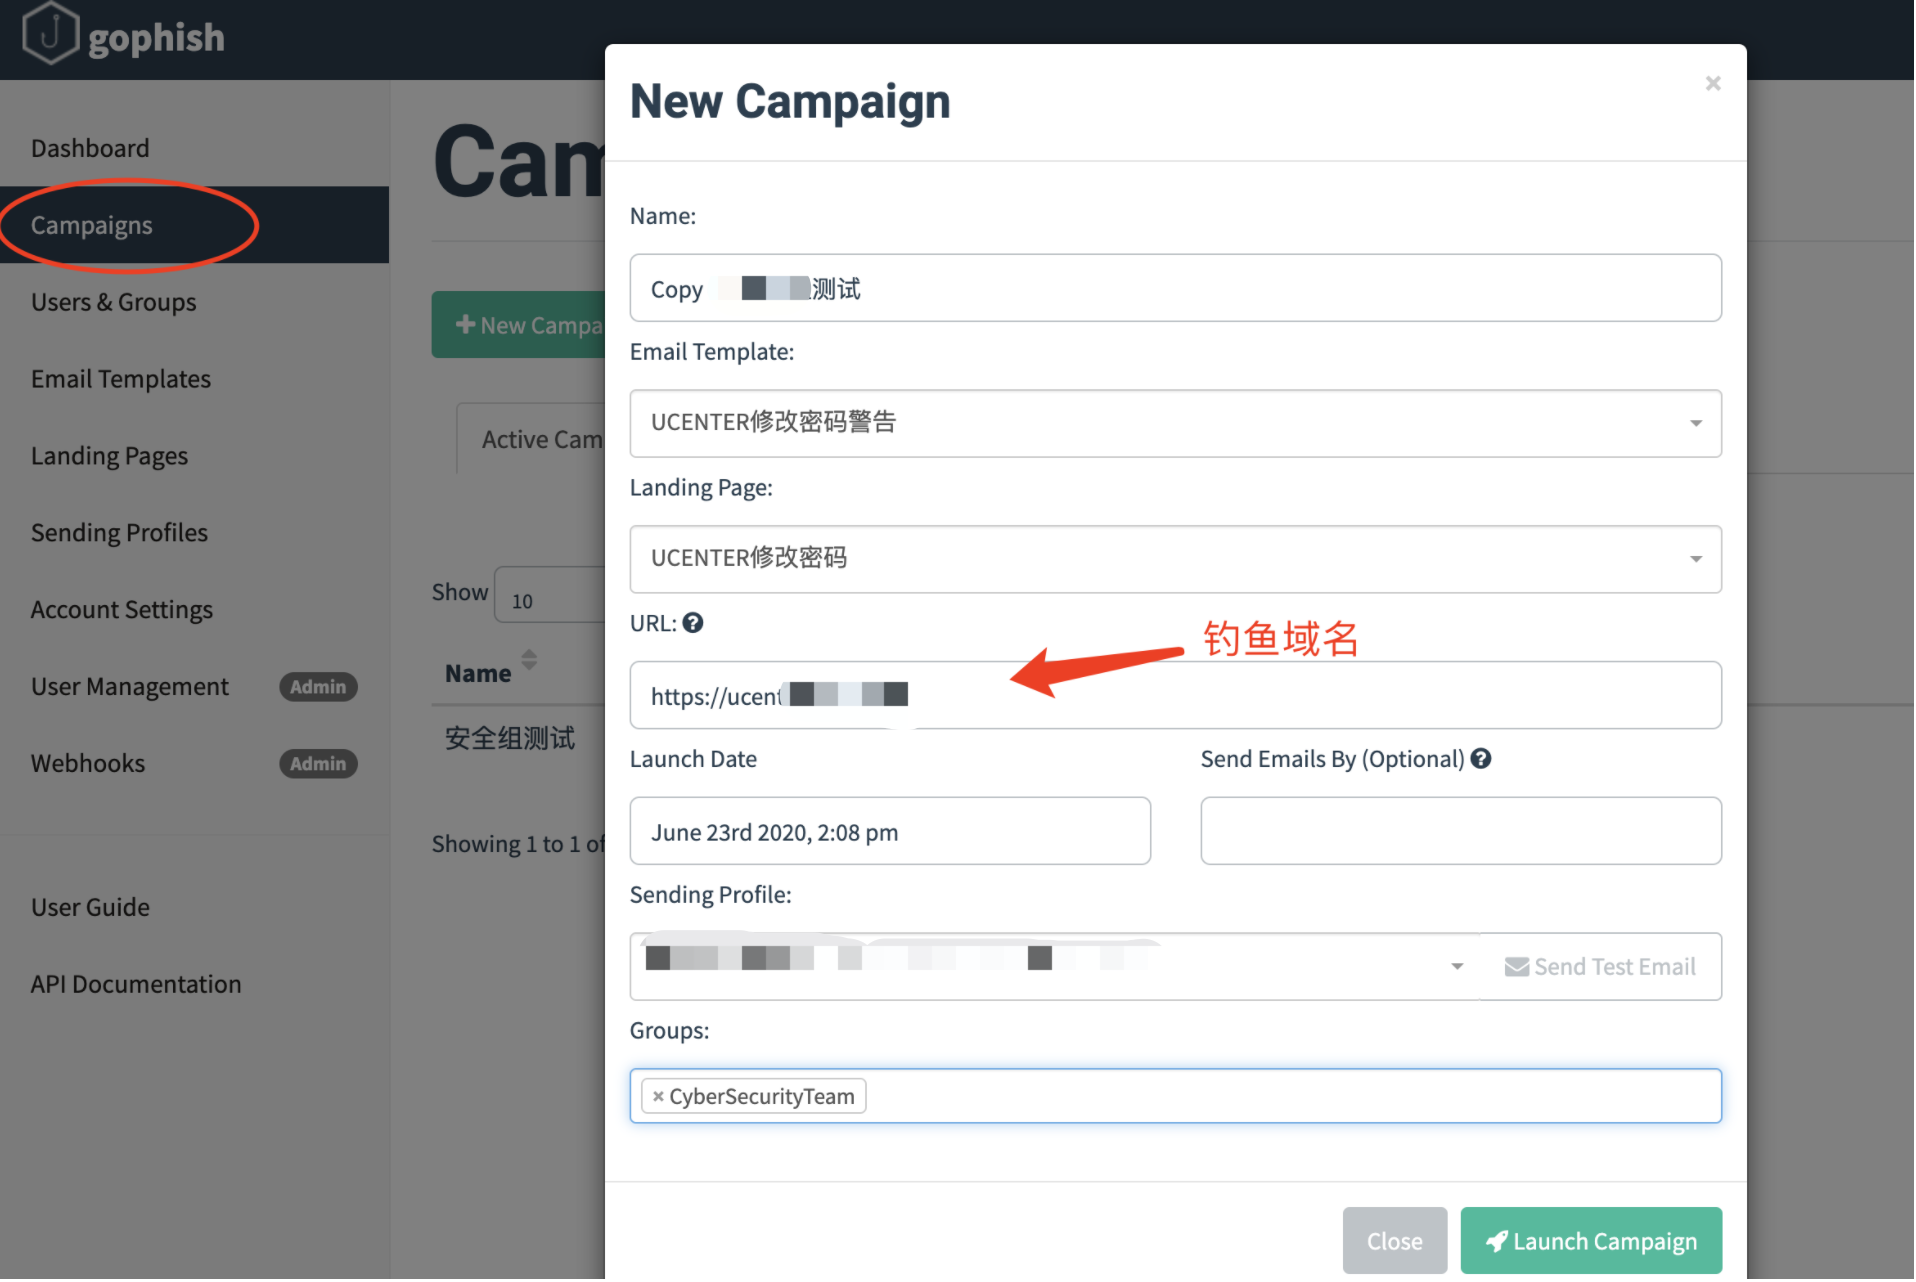 gophish
Dashboard
Campaigns
Users & Groups
Email Templates
Landing Pages
Sending Profiles
Account Settings
User Management Admin
Webhooks Admin
User Guide
API Documentation
Cam
New Campa
Active Cam
Show 10
Name
安全组测试
Showing 1 to 1 of
New Campaign
×
Name:
Copy 测试
Email Template:
UCENTER修改密码警告
Landing Page:
UCENTER修改密码
URL:
钓鱼域名
https://ucent
Launch Date
Send Emails By (Optional)
June 23rd 2020, 2:08 pm
Sending Profile:
Send Test Email
Groups:
× CyberSecurityTeam
Close
Launch Campaign